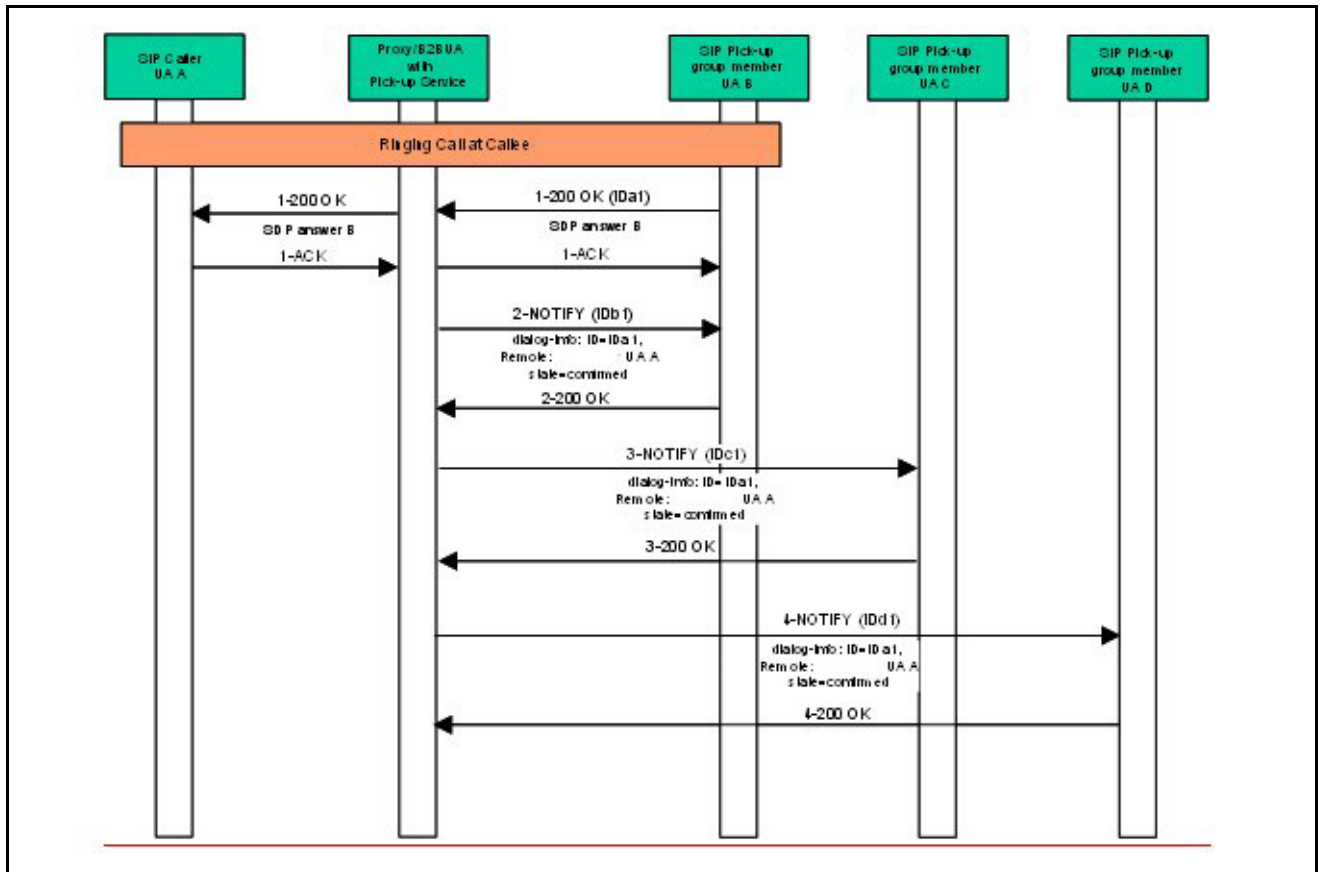 SIP Caller
UA A
Proxy/B2BUA
with
Pick-up Service
SIP Pick-up
group member
UA B
SIP Pick-up
group member
UA C
SIP Pick-up
group member
UA D
Ringing Call at Callee
1-200 OK
SDP answer B
1-ACK
1-200 OK (IDa1)
SDP answer B
1-ACK
2-NOTIFY (IDb1)
dialog-info: ID=IDa1,
Remote: UA A
state=confirmed
2-200 OK
3-NOTIFY (IDc1)
dialog-info: ID=IDa1,
Remote: UA A
state=confirmed
3-200 OK
4-NOTIFY (IDd1)
dialog-info: ID=IDa1,
Remote: UA A
state=confirmed
4-200 OK